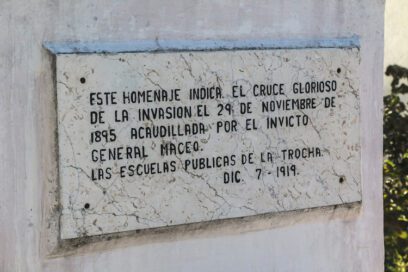 ESTE HOMENAJE INDICA EL CRUCE GLORIOSO
DE LA INVASION EL 29 DE NOVIEMBRE DE
1895 ACAUDILLADA POR EL INVICTO
GENERAL MACEO.
LAS ESCUELAS PUBLICAS DE LA TROCHA.
DIC. 7-1919.